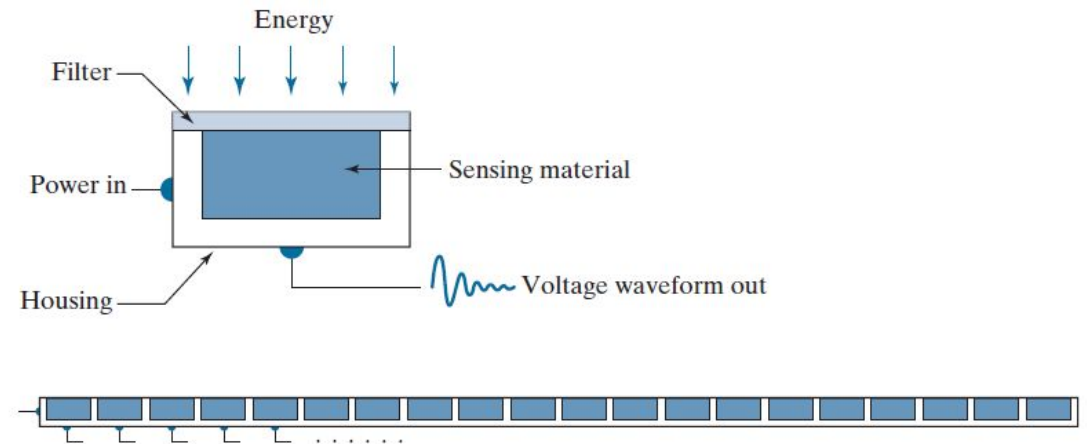 Energy
Filter
Sensing material
Power in
Voltage waveform out
Housing
. . . . . .